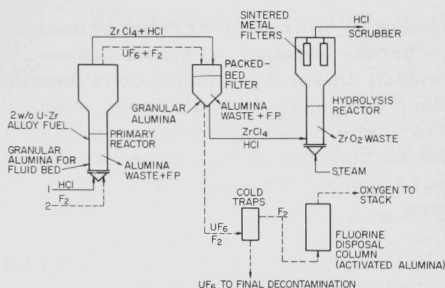 SINTERED
METAL
FILTERS
HCl
SCRUBBER
ZrCl4 + HCl
UF6 + F2
PACKED-
BED
FILTER
GRANULAR
ALUMINA
ALUMINA
WASTE + F.P.
HYDROLYSIS
REACTOR
2 w/o U-Zr
ALLOY FUEL
PRIMARY
REACTOR
ZrCl4
HCl
ZrO2 WASTE
GRANULAR
ALUMINA FOR
FLUID BED
ALUMINA
WASTE+F.P.
1 HCl
2 F2
STEAM
COLD
TRAPS
OXYGEN TO
STACK
UF6
F2
F2
FLUORINE
DISPOSAL
COLUMN
(ACTIVATED ALUMINA)
UF6 TO FINAL DECONTAMINATION